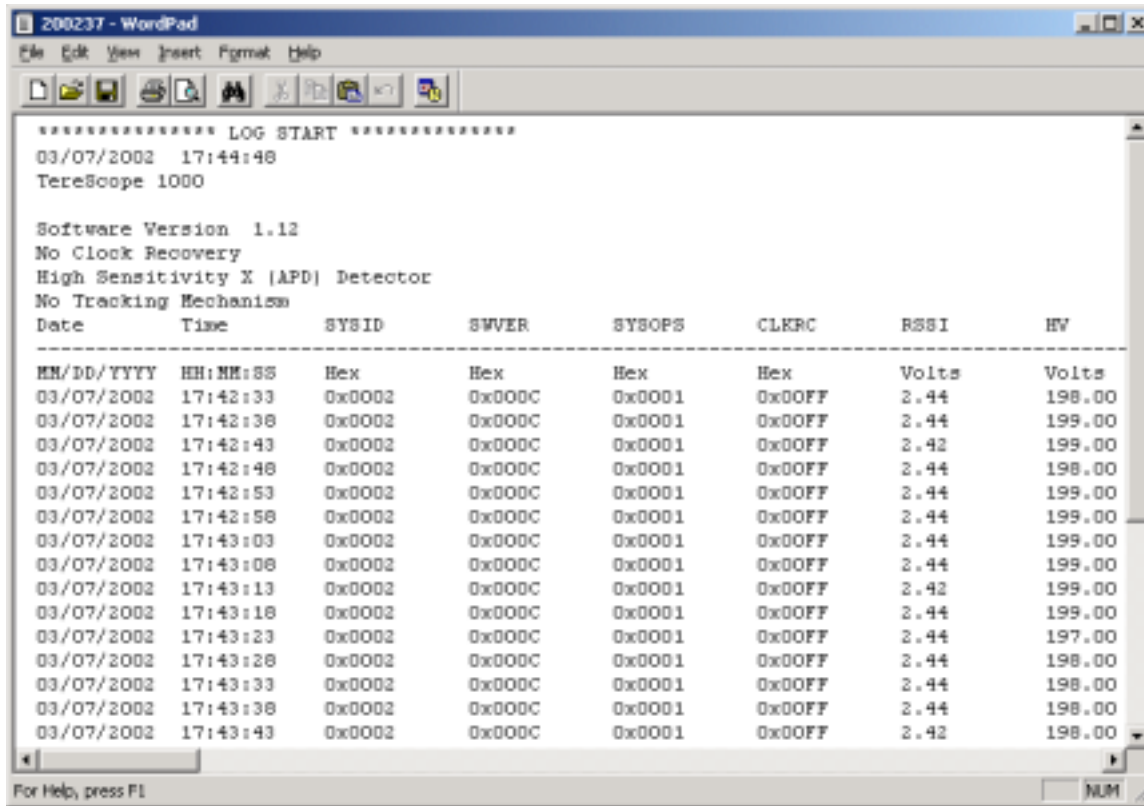 200237 - WordPad
File Edit View Insert Format Help
*************** LOG START **************
03/07/2002 17:44:48
TereScope 1000
Software Version 1.12
No Clock Recovery
High Sensitivity X (APD) Detector
No Tracking Mechanism
Date Time SYSID SWVER SYSOPS CLKRC RSSI HV
MM/DD/YYYY HH:MM:SS Hex Hex Hex Hex Volts Volts
03/07/2002 17:42:33 0x0002 0x000C 0x0001 0x00FF 2.44 198.00
03/07/2002 17:42:38 0x0002 0x000C 0x0001 0x00FF 2.44 199.00
03/07/2002 17:42:43 0x0002 0x000C 0x0001 0x00FF 2.42 199.00
03/07/2002 17:42:48 0x0002 0x000C 0x0001 0x00FF 2.44 198.00
03/07/2002 17:42:53 0x0002 0x000C 0x0001 0x00FF 2.44 199.00
03/07/2002 17:42:58 0x0002 0x000C 0x0001 0x00FF 2.44 199.00
03/07/2002 17:43:03 0x0002 0x000C 0x0001 0x00FF 2.44 199.00
03/07/2002 17:43:08 0x0002 0x000C 0x0001 0x00FF 2.44 199.00
03/07/2002 17:43:13 0x0002 0x000C 0x0001 0x00FF 2.42 199.00
03/07/2002 17:43:18 0x0002 0x000C 0x0001 0x00FF 2.44 199.00
03/07/2002 17:43:23 0x0002 0x000C 0x0001 0x00FF 2.44 197.00
03/07/2002 17:43:28 0x0002 0x000C 0x0001 0x00FF 2.44 198.00
03/07/2002 17:43:33 0x0002 0x000C 0x0001 0x00FF 2.44 198.00
03/07/2002 17:43:38 0x0002 0x000C 0x0001 0x00FF 2.44 198.00
03/07/2002 17:43:43 0x0002 0x000C 0x0001 0x00FF 2.42 198.00
For Help, press F1 NUM